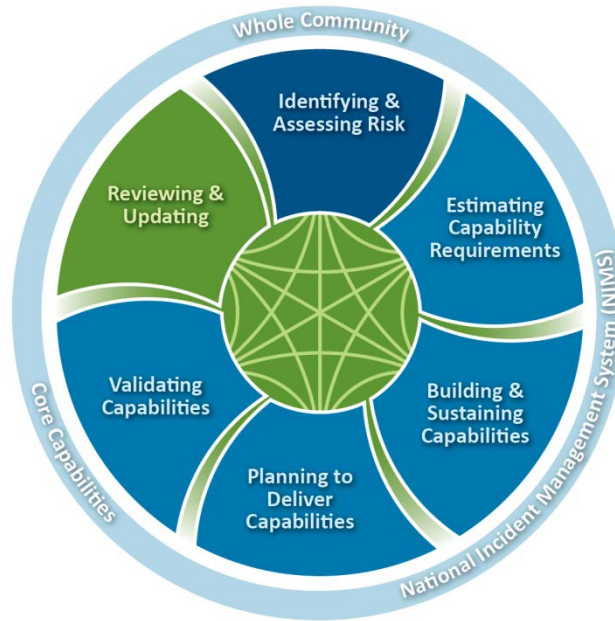 Whole Community
Identifying &
Assessing Risk
Estimating
Capability
Requirements
Building &
Sustaining
Capabilities
Planning to
Deliver
Capabilities
Validating
Capabilities
Reviewing &
Updating
National Incident Management System (NIMS)
Core Capabilities